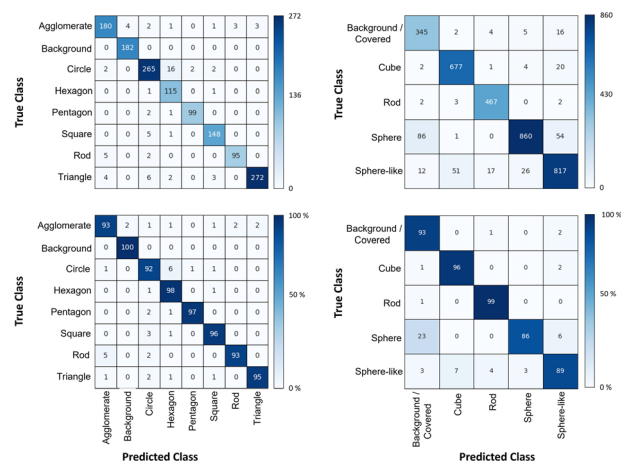 True Class
Agglomerate 180 4 2 1 0 3 3
Background 0 182 0 0 0 0 0 0
Circle 2 0 265 16 2 2 0 0
Hexagon 0 0 1 115 0 0 0 0
Pentagon 0 0 2 1 99 0 0 0
Square 0 0 5 1 0 148 0 0
Rod 5 0 2 0 0 0 95 0
Triangle 4 0 6 2 0 3 0 272
272
136
0
True Class
Background / Covered 345 2 4 5 16
Cube 2 677 1 4 20
Rod 2 3 467 0 2
Sphere 86 1 0 860 54
Sphere-like 12 51 17 26 817
860
430
0
True Class
Agglomerate 93 2 1 1 0 2 2
Background 0 100 0 0 0 0 0 0
Circle 1 0 92 6 1 1 0 0
Hexagon 0 0 1 98 0 0 0 0
Pentagon 0 0 2 1 97 0 0 0
Square 0 0 3 1 0 96 0 0
Rod 5 0 2 0 0 0 93 0
Triangle 1 0 2 1 0 1 0 95
100 %
50 %
0 %
Agglomerate Background Circle Hexagon Pentagon Square Rod Triangle
Predicted Class
True Class
Background / Covered 93 0 1 0 2
Cube 1 96 0 0 2
Rod 1 0 99 0 0
Sphere 23 0 0 86 6
Sphere-like 3 7 4 3 89
100 %
50 %
0 %
Background / Covered Cube Rod Sphere Sphere-like
Predicted Class